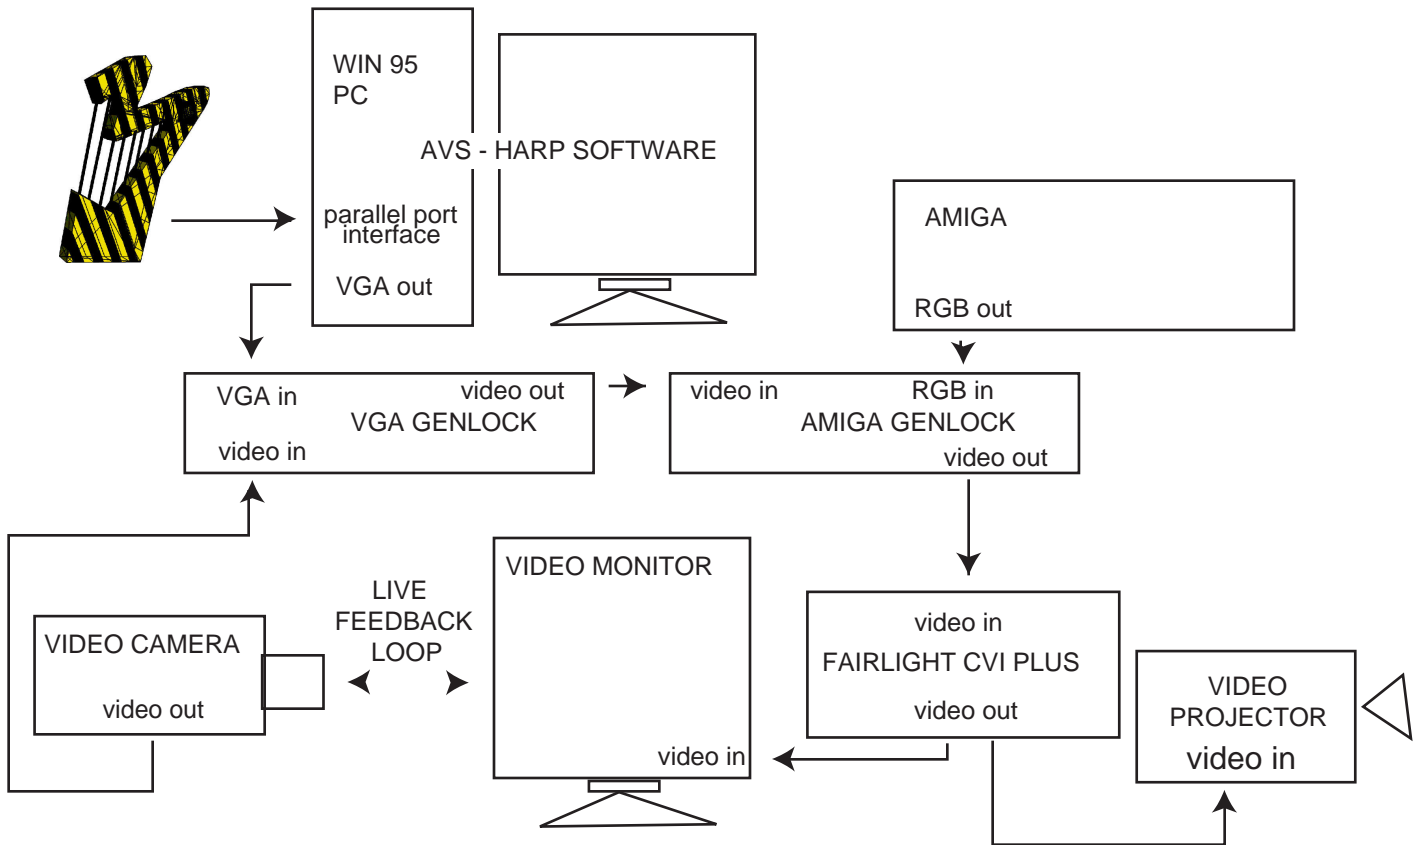 WIN 95
PC
AVS - HARP SOFTWARE
parallel port
interface
VGA out
AMIGA
RGB out
VGA in
video out
VGA GENLOCK
video in
video in
RGB in
AMIGA GENLOCK
video out
VIDEO CAMERA
video out
LIVE
FEEDBACK
LOOP
VIDEO MONITOR
video in
video in
FAIRLIGHT CVI PLUS
video out
VIDEO
PROJECTOR
video in